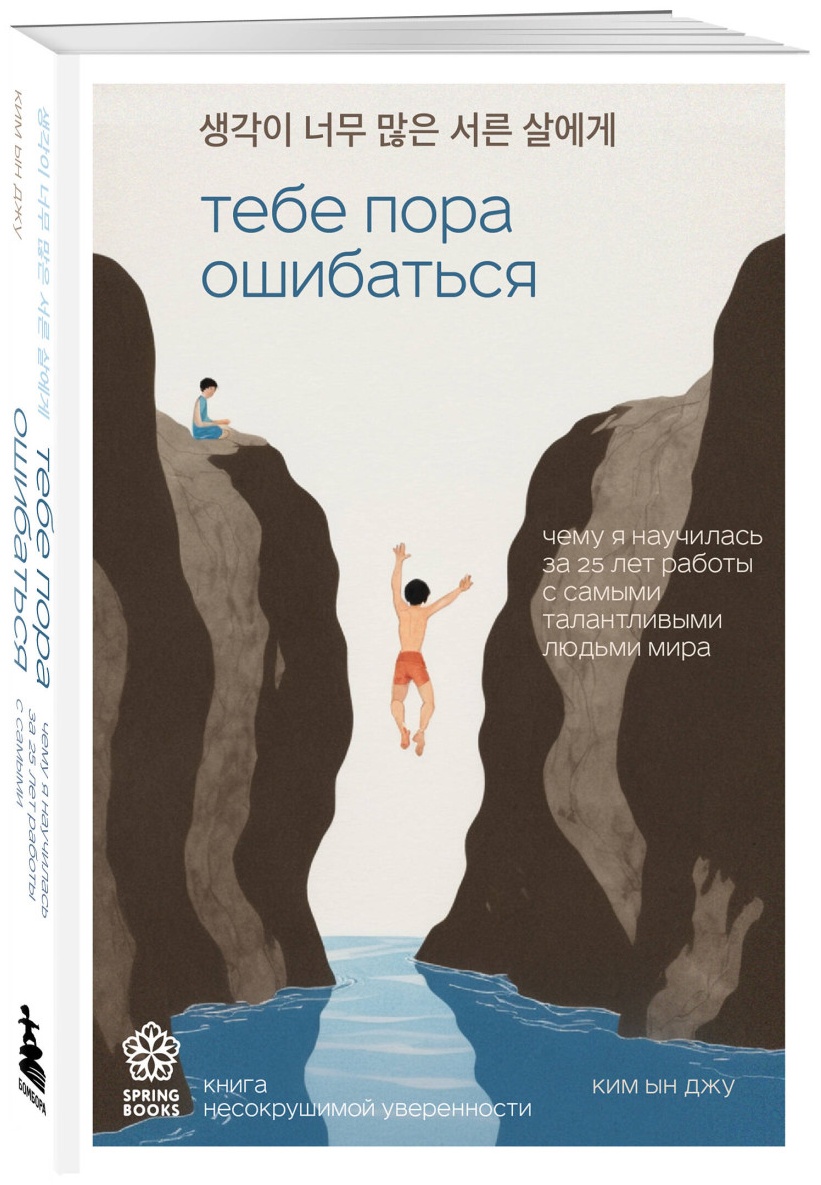 생각이 너무 많은 서른 살에게
тебе пора
ошибаться
чему я научилась
за 25 лет работы
с самыми
талантливыми
людьми мира
SPRING
BOOKS
книга
несокрушимой уверенности
ким ын джу
ким ын джу
생각이 너무 많은 서른 살에게
тебе пора
ошибаться
чему я научилась
за 25 лет работы
с самыми
БОМБОРА